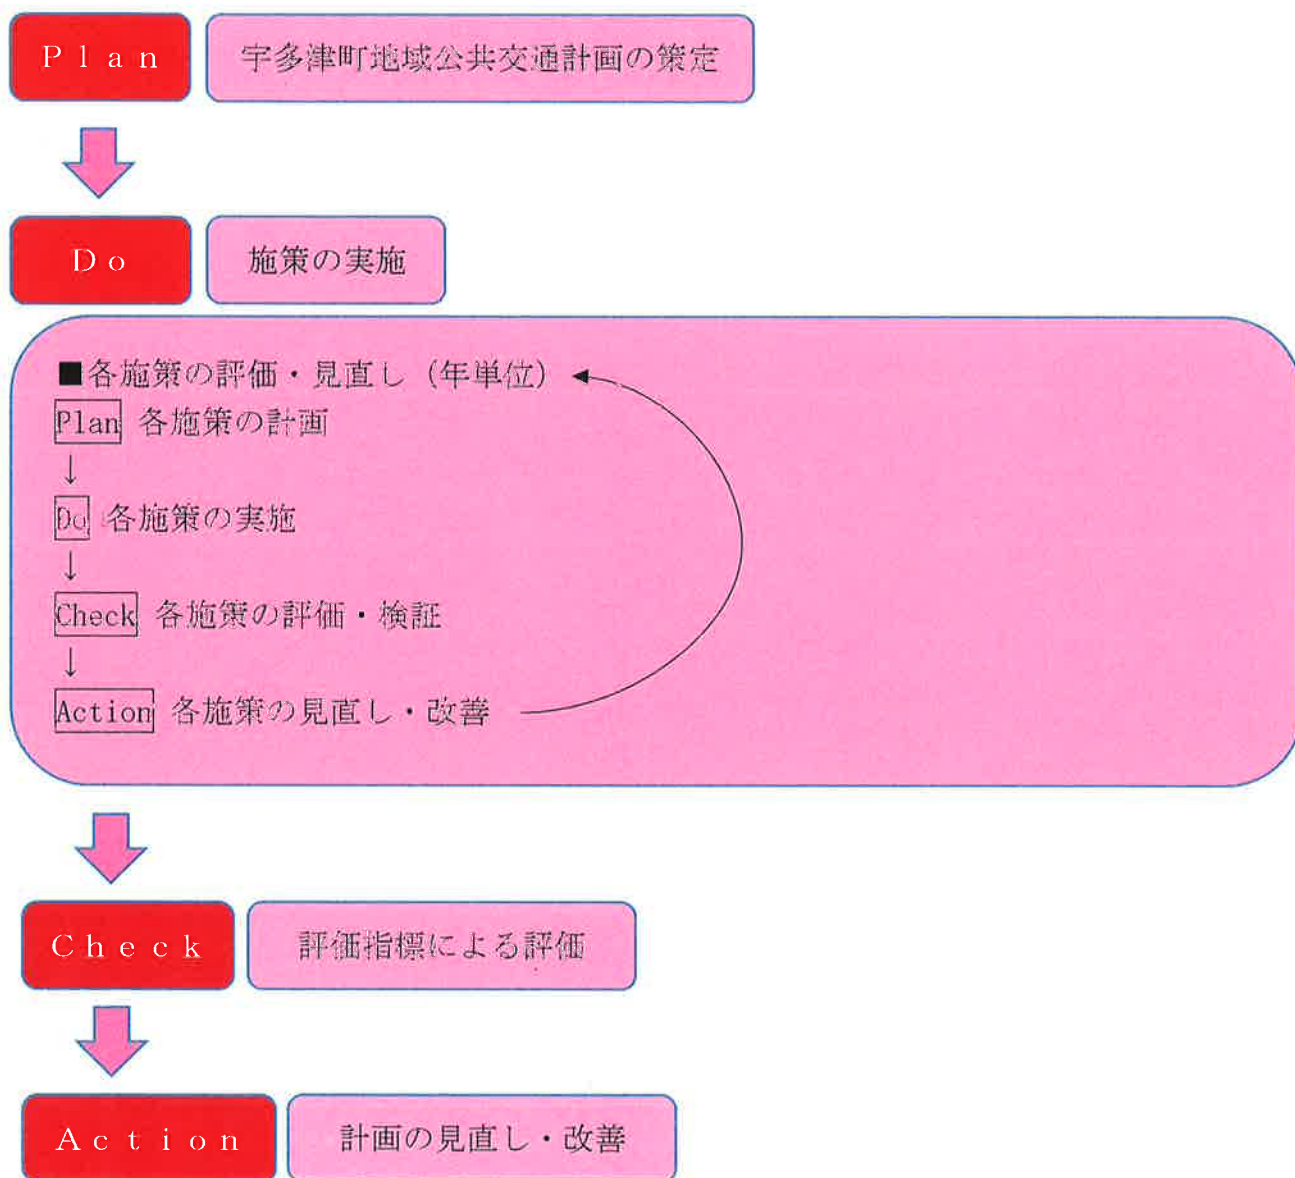 Plan 宇多津町地域公共交通計画の策定
Do 施策の実施
■各施策の評価・見直し（年単位）
Plan 各施策の計画
↓
Do 各施策の実施
↓
Check 各施策の評価・検証
↓
Action 各施策の見直し・改善
Check 評価指標による評価
Action 計画の見直し・改善